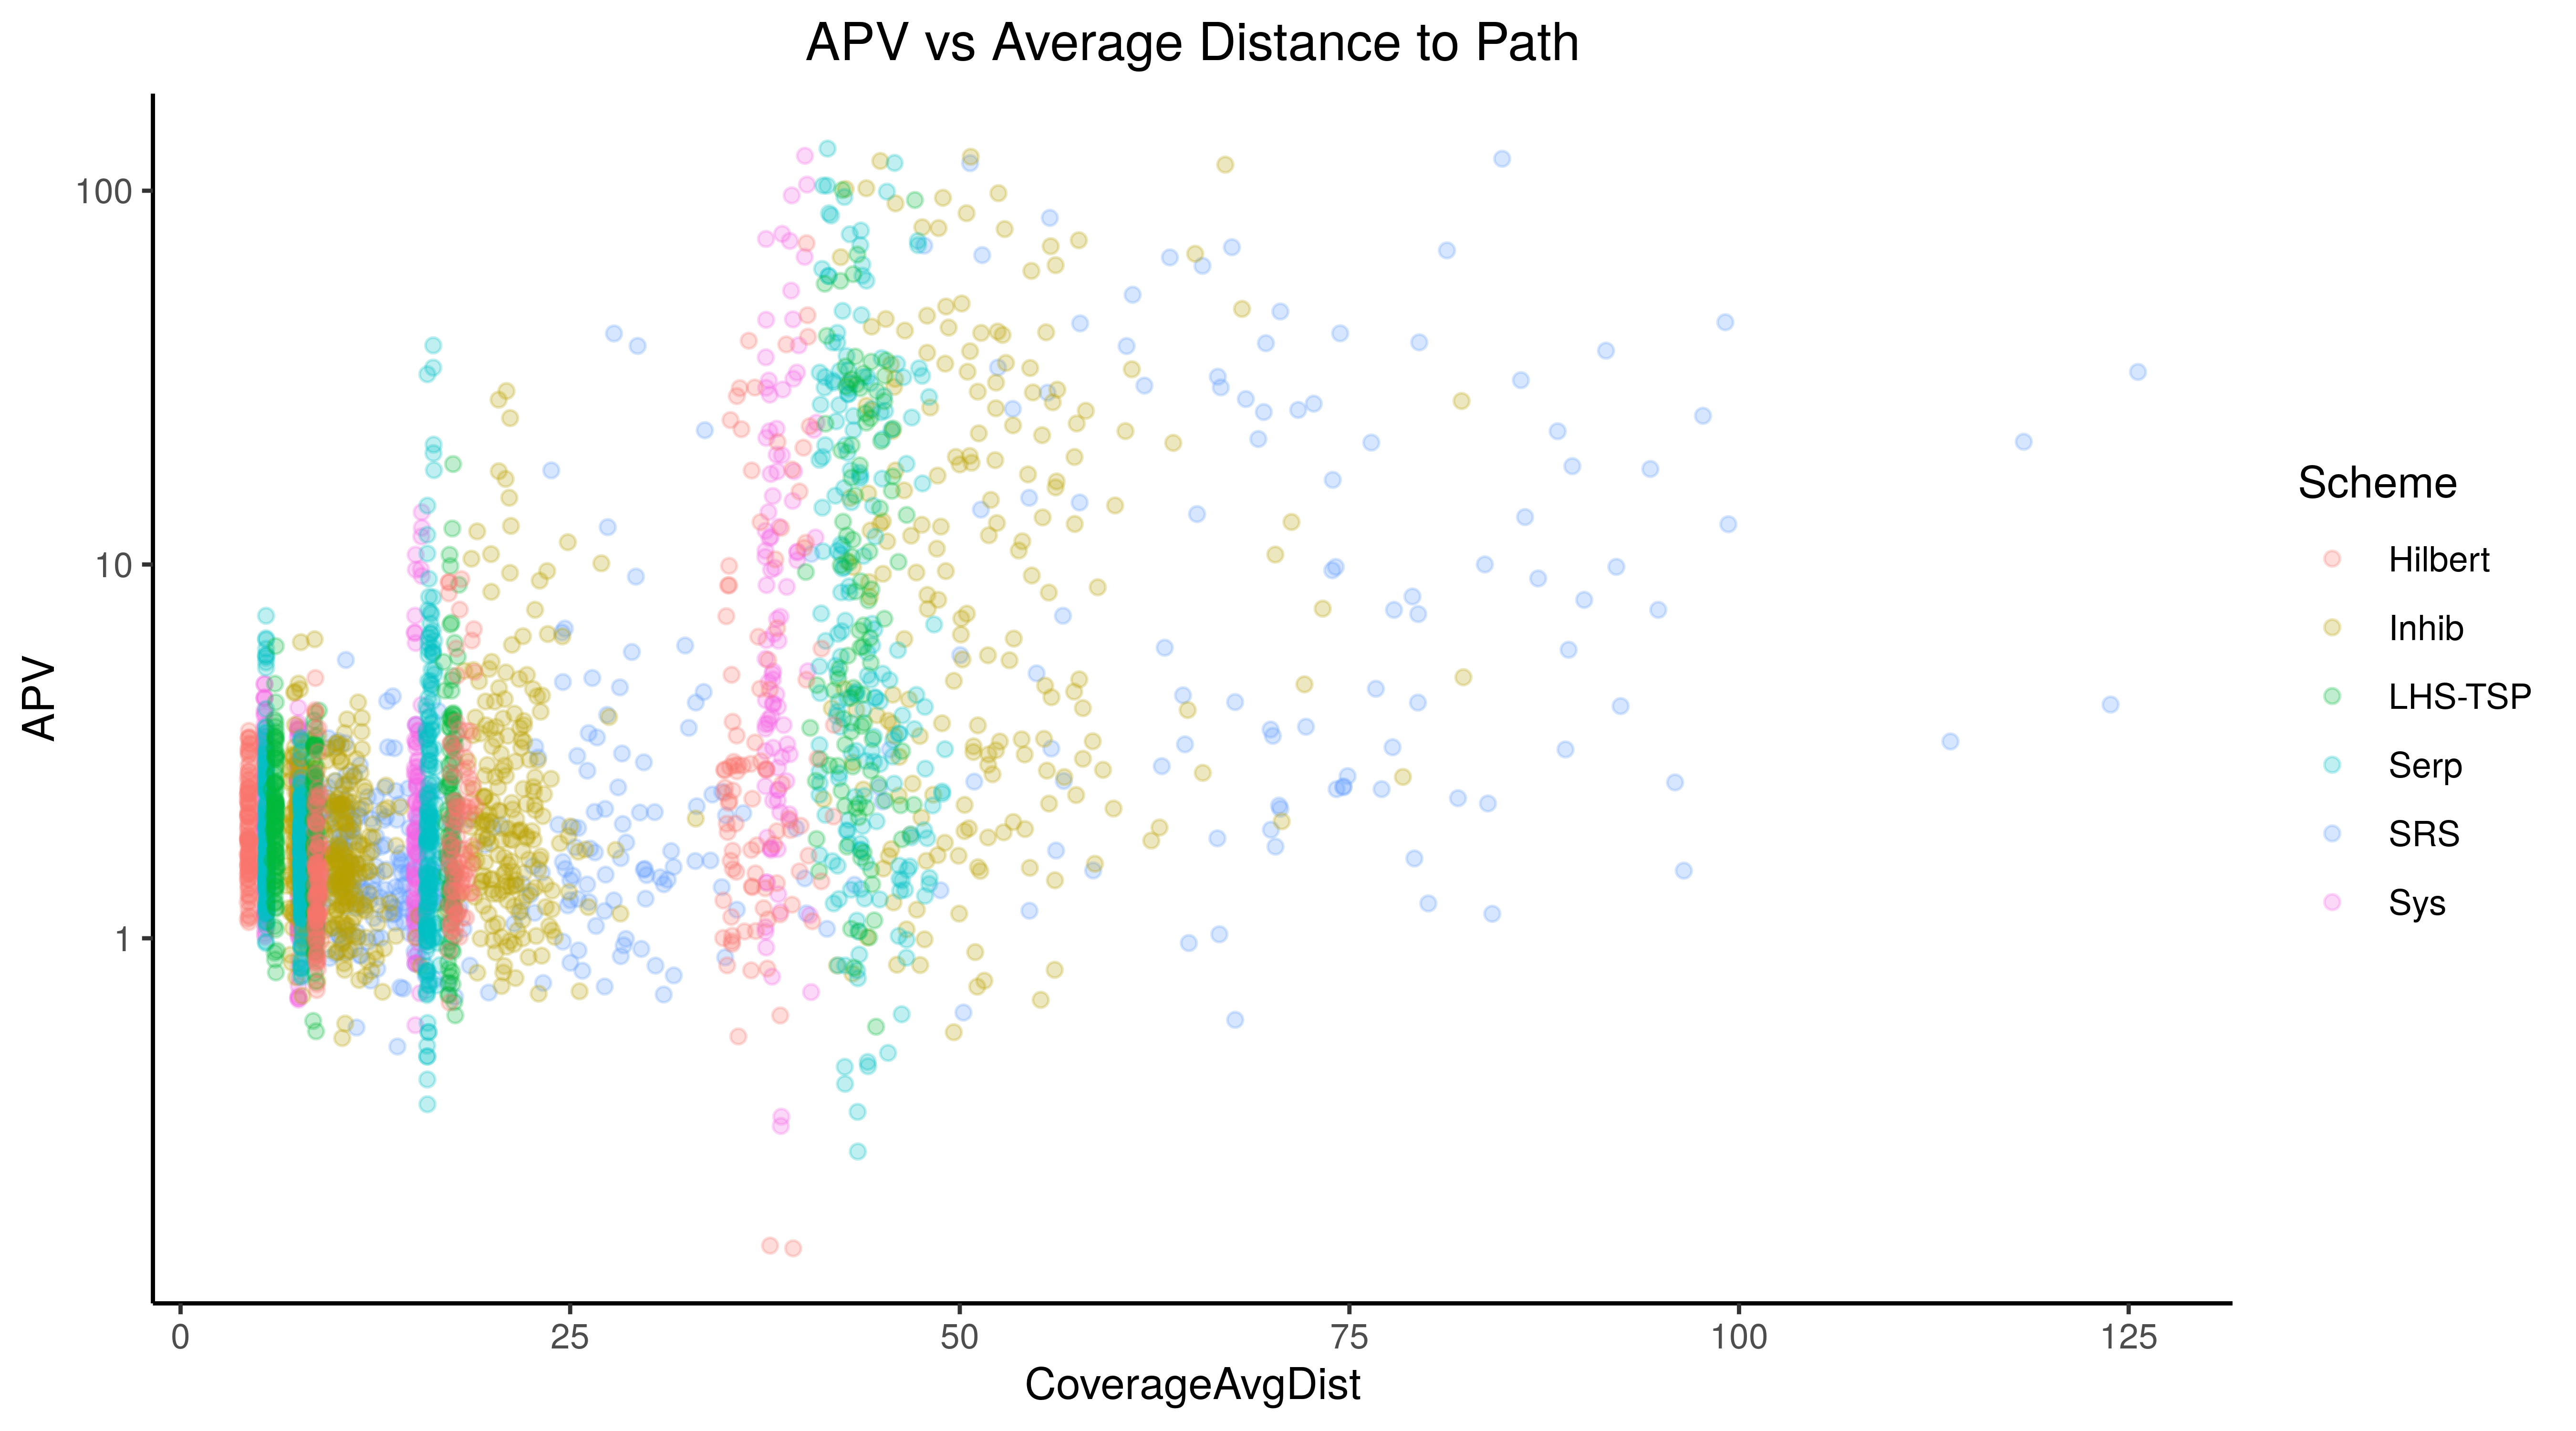 APV vs Average Distance to Path
APV
100
10
1
0 25 50 75 100 125
CoverageAvgDist
Scheme
Hilbert
Inhib
LHS-TSP
Serp
SRS
Sys